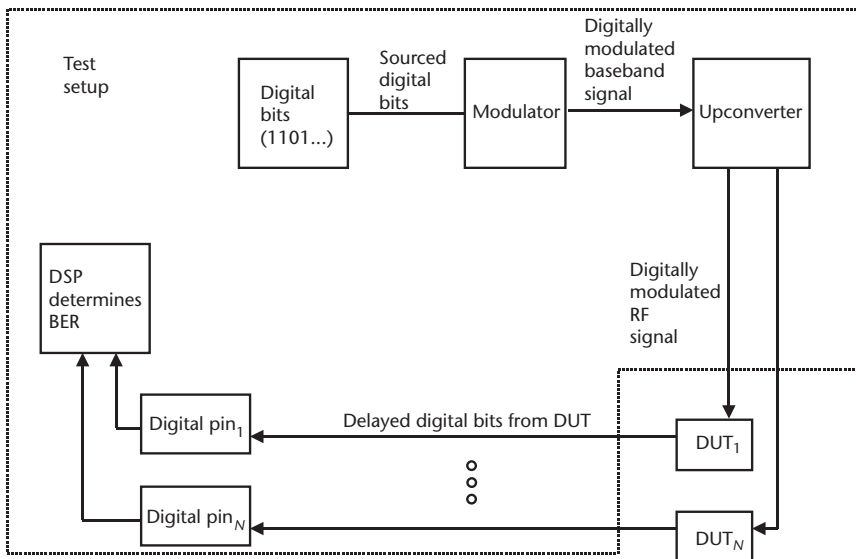 Test
setup
Digital
bits
(1101...)
Sourced
digital
bits
Modulator
Digitally
modulated
baseband
signal
Upconverter
Digitally
modulated
RF
signal
DSP
determines
BER
Digital pin1
Delayed digital bits from DUT
DUT1
Digital pinN
DUTN